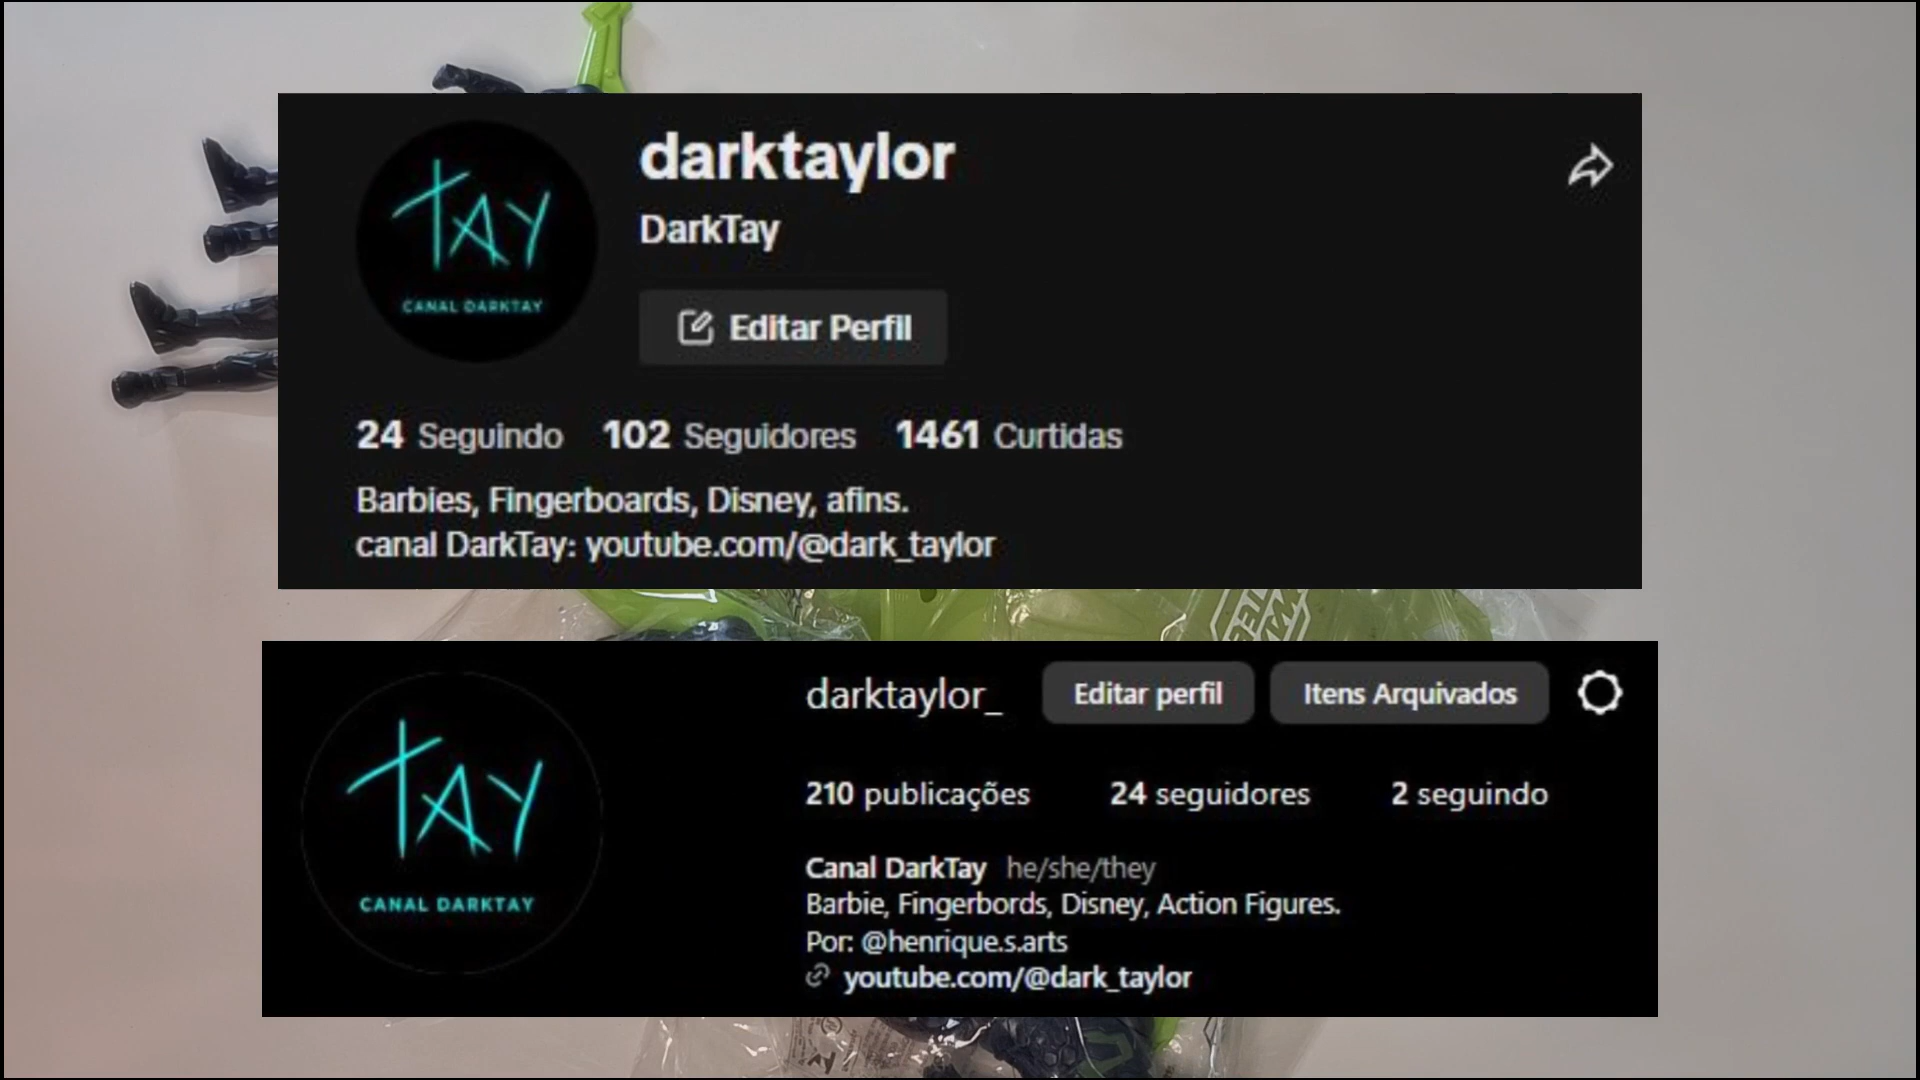 TAY
CANAL DARKTAY
darktaylor
DarkTay
Editar Perfil
24 Seguindo 102 Seguidores 1461 Curtidas
Barbies, Fingerboards, Disney, afins.
canal DarkTay: youtube.com/@dark_taylor
TAY
CANAL DARKTAY
darktaylor_ Editar perfil Itens Arquivados
210 publicações 24 seguidores 2 seguindo
Canal DarkTay he/she/they
Barbie, Fingerbords, Disney, Action Figures.
Por: @henrique.s.arts
youtube.com/@dark_taylor